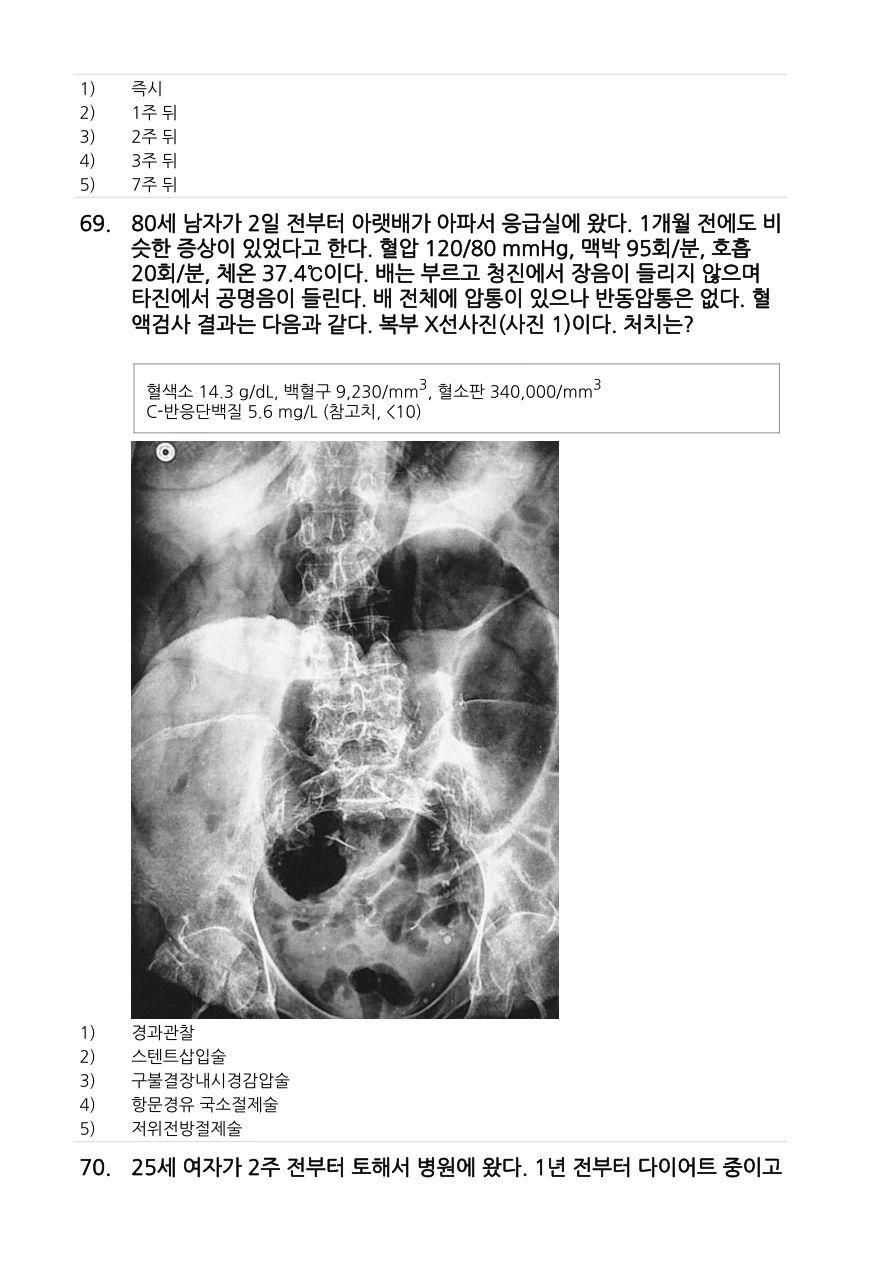 1) 즉시
2) 1주 뒤
3) 2주 뒤
4) 3주 뒤
5) 7주 뒤
69. 80세 남자가 2일 전부터 아랫배가 아파서 응급실에 왔다. 1개월 전에도 비
슷한 증상이 있었다고 한다. 혈압 120/80 mmHg, 맥박 95회/분, 호흡
20회/분, 체온 37.4℃이다. 배는 부르고 청진에서 장음이 들리지 않으며
타진에서 공명음이 들린다. 배 전체에 압통이 있으나 반동압통은 없다. 혈
액검사 결과는 다음과 같다. 복부 X선사진(사진 1)이다. 처치는?
혈색소 14.3 g/dL, 백혈구 9,230/mm³, 혈소판 340,000/mm³
C-반응단백질 5.6 mg/L (참고치, <10)
1) 경과관찰
2) 스텐트삽입술
3) 구불결장내시경감압술
4) 항문경유 국소절제술
5) 저위전방절제술
70. 25세 여자가 2주 전부터 토해서 병원에 왔다. 1년 전부터 다이어트 중이고